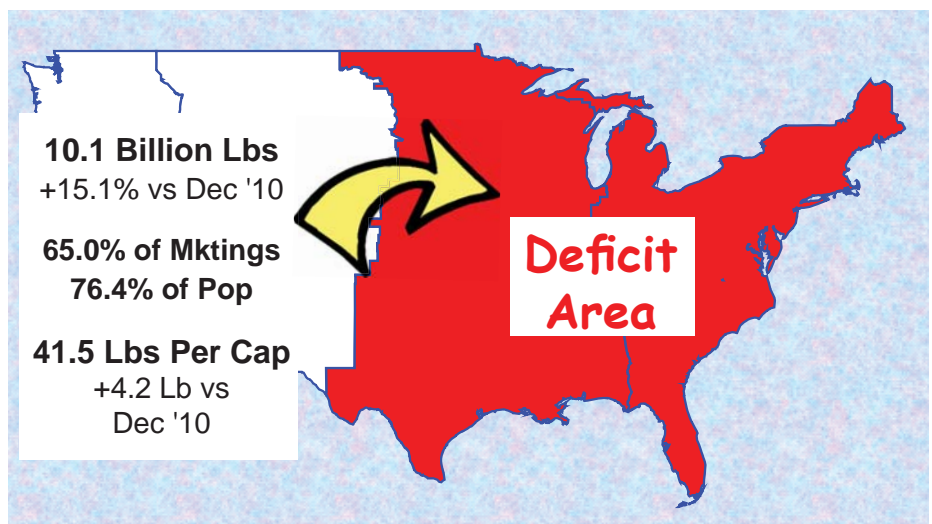 10.1 Billion Lbs
+15.1% vs Dec '10
65.0% of Mktings
76.4% of Pop
41.5 Lbs Per Cap
+4.2 Lb vs
Dec '10
Deficit
Area